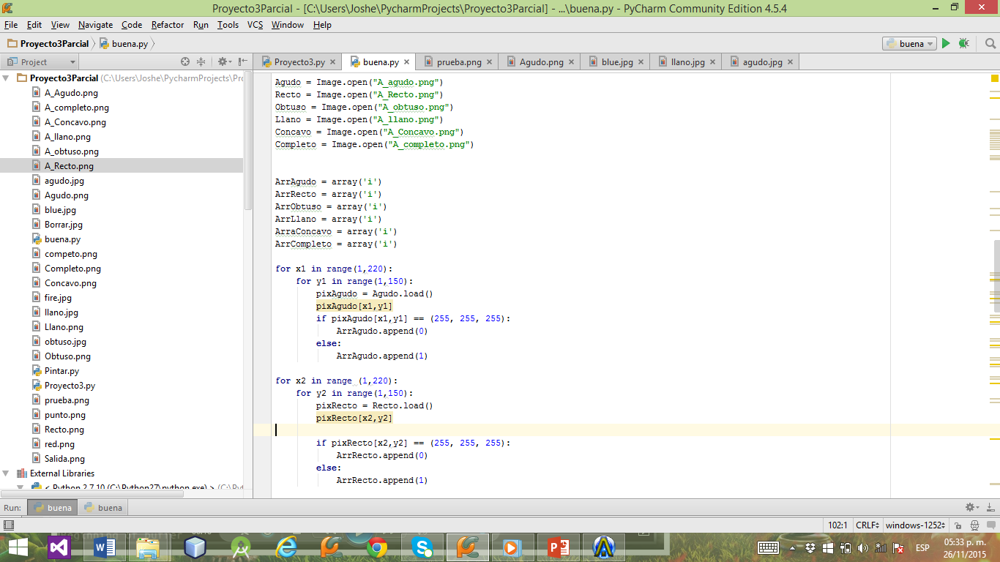 Proyecto3Parcial - [C:\Users\Joshe\PycharmProjects\Proyecto3Parcial] - ...\buena.py - PyCharm Community Edition 4.5.4
File Edit View Navigate Code Refactor Run Tools VCS Window Help
Proyecto3Parcial buena.py buena
Project
Proyecto3.py buena.py prueba.png Agudo.png blue.jpg llano.jpg agudo.jpg
Proyecto3Parcial (C:\Users\Joshe\PycharmProjects\Pro
A_Agudo.png
A_completo.png
A_Concavo.png
A_llano.png
A_obtuso.png
A_Recto.png
agudo.jpg
Agudo.png
blue.jpg
Borrar.jpg
buena.py
competo.png
Completo.png
Concavo.png
fire.jpg
llano.jpg
Llano.png
obtuso.jpg
Obtuso.png
Pintar.py
Proyecto3.py
prueba.png
punto.png
Recto.png
red.png
Salida.png
External Libraries
< Python 2.7.10 (C:\Python27\python.exe) > (C:\Pyt
Agudo = Image.open("A_agudo.png")
Recto = Image.open("A_Recto.png")
Obtuso = Image.open("A_obtuso.png")
Llano = Image.open("A_llano.png")
Concavo = Image.open("A_Concavo.png")
Completo = Image.open("A_completo.png")
ArrAgudo = array('i')
ArrRecto = array('i')
ArrObtuso = array('i')
ArrLlano = array('i')
ArraConcavo = array('i')
ArrCompleto = array('i')
for x1 in range(1,220):
for y1 in range(1,150):
pixAgudo = Agudo.load()
pixAgudo[x1,y1]
if pixAgudo[x1,y1] == (255, 255, 255):
ArrAgudo.append(0)
else:
ArrAgudo.append(1)
for x2 in range (1,220):
for y2 in range(1,150):
pixRecto = Recto.load()
pixRecto[x2,y2]
if pixRecto[x2,y2] == (255, 255, 255):
ArrRecto.append(0)
else:
ArrRecto.append(1)
Run: buena buena
102:1 CRLF windows-1252
ESP
05:33 p. m.
26/11/2015